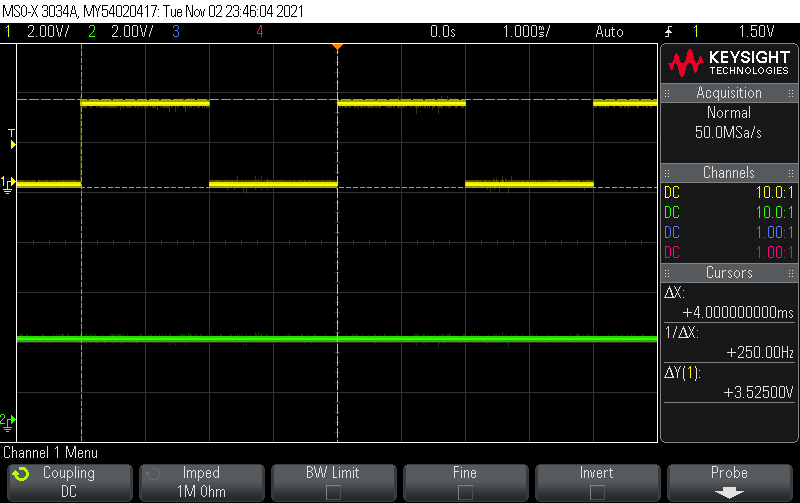 MSO-X 3034A, MY54020417: Tue Nov 02 23:46:04 2021
1 2.00V/ 2 2.00V/ 3 4 0.0s 1.000ms/ Auto 1 1.50V
KEYSIGHT
TECHNOLOGIES
Acquisition
Normal
50.0MSa/s
Channels
DC 10.0:1
DC 10.0:1
DC 1.00:1
DC 1.00:1
Cursors
ΔX:
+4.000000000ms
1/ΔX:
+250.00Hz
ΔY(1):
+3.52500V
T
1
2
Channel 1 Menu
Coupling
DC
Imped
1M Ohm
BW Limit
Fine
Invert
Probe